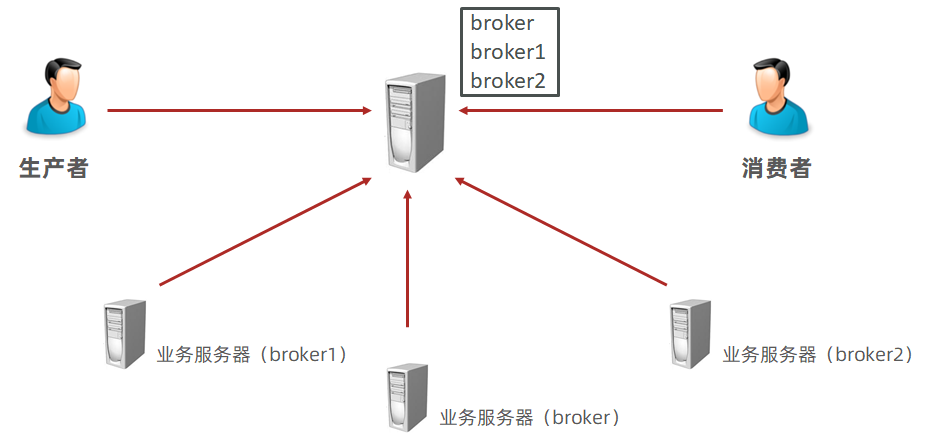 broker
broker1
broker2
生产者
消费者
业务服务器（broker1）
业务服务器（broker2）
业务服务器（broker）